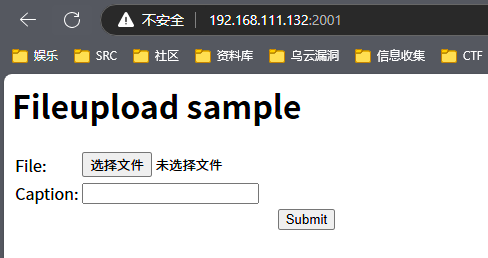 不安全 192.168.111.132:2001
娱乐 SRC 社区 资料库 乌云漏洞 信息收集 CTF
Fileupload sample
File: 选择文件 未选择文件
Caption:
Submit